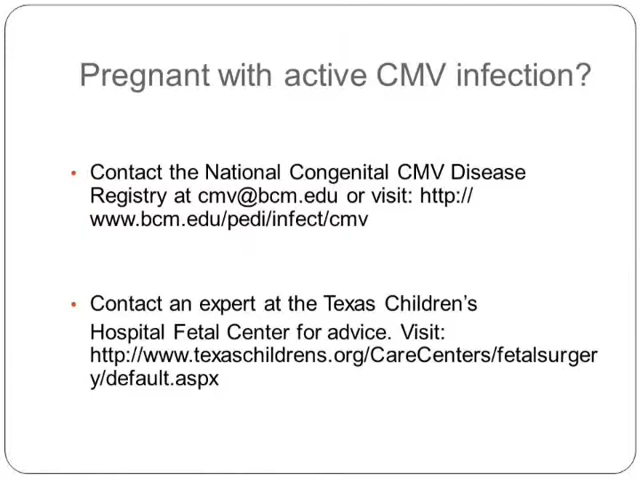 Pregnant with active CMV infection?
• Contact the National Congenital CMV Disease
Registry at cmv@bcm.edu or visit: http://
www.bcm.edu/pedi/infect/cmv
• Contact an expert at the Texas Children’s
Hospital Fetal Center for advice. Visit:
http://www.texaschildrens.org/CareCenters/fetalsurger
y/default.aspx